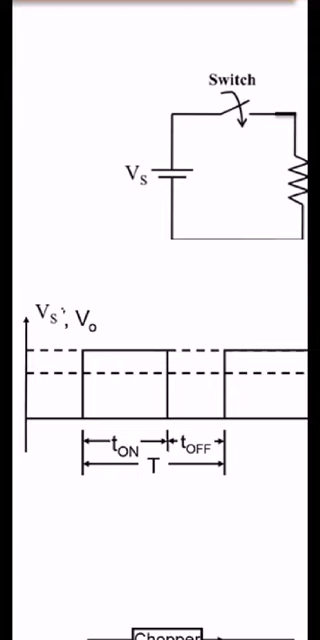 Switch
Vs
Vs, Vo
tON tOFF
T
Chopper